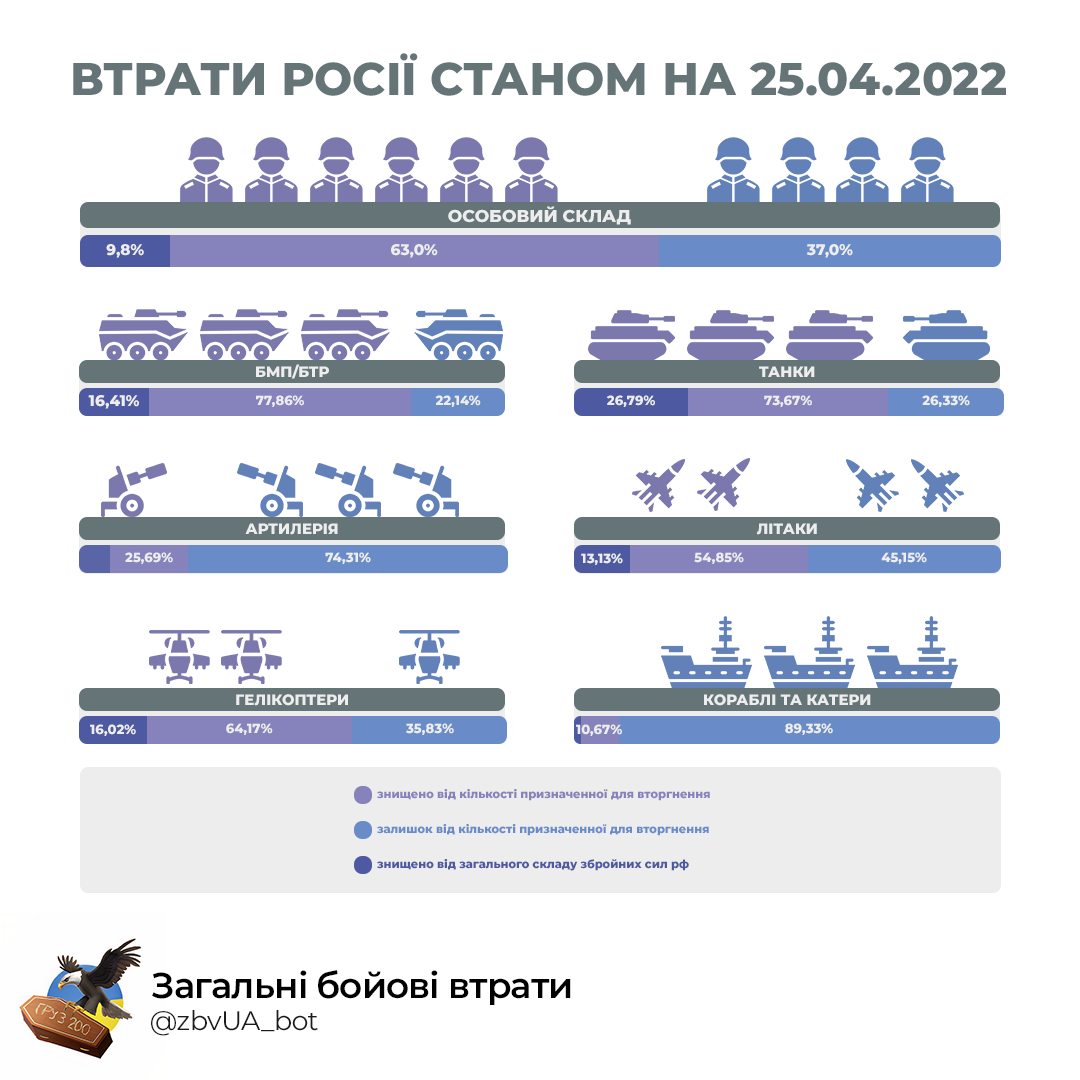 ВТРАТИ РОСІЇ СТАНОМ НА 25.04.2022
ОСОБОВИЙ СКЛАД
9,8% 63,0% 37,0%
БМП/БТР
16,41% 77,86% 22,14%
ТАНКИ
26,79% 73,67% 26,33%
АРТИЛЕРІЯ
25,69% 74,31%
ЛІТАКИ
13,13% 54,85% 45,15%
ГЕЛІКОПТЕРИ
16,02% 64,17% 35,83%
КОРАБЛІ ТА КАТЕРИ
10,67% 89,33%
знищено від кількості призначенної для вторгнення
залишок від кількості призначенної для вторгнення
знищено від загального складу збройних сил рф
ГРУЗ 200
Загальні бойові втрати
@zbvUA_bot